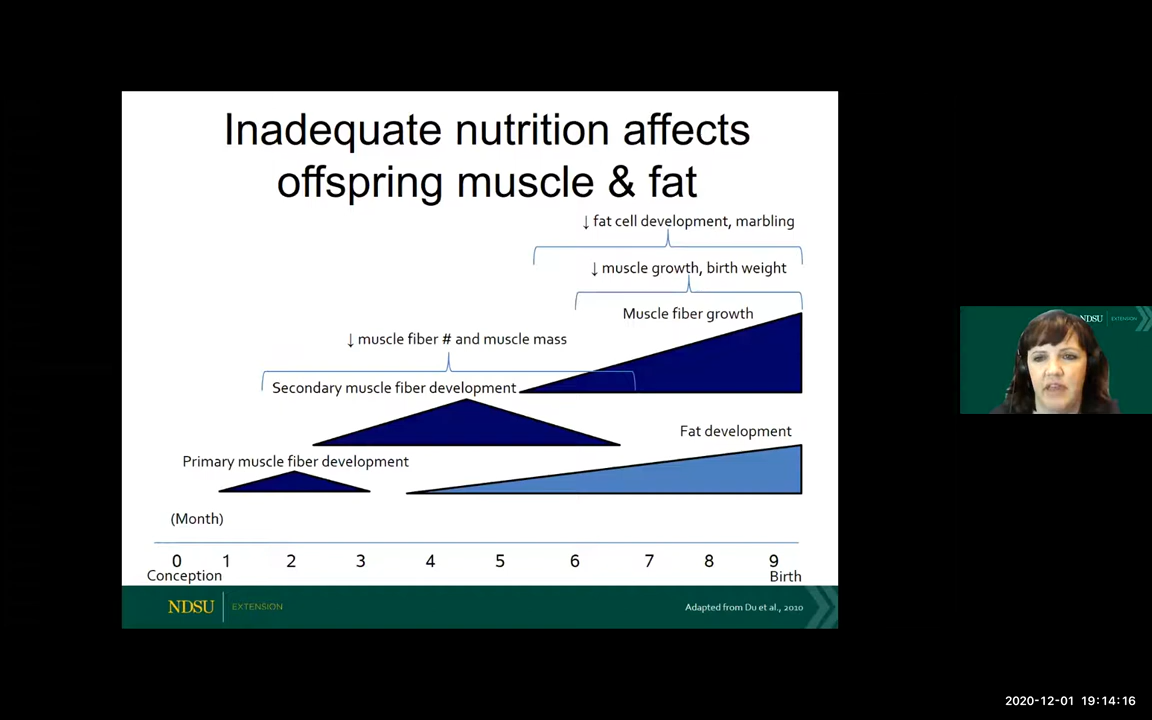 Inadequate nutrition affects
offspring muscle & fat
↓ fat cell development, marbling
↓ muscle growth, birth weight
Muscle fiber growth
↓ muscle fiber # and muscle mass
Secondary muscle fiber development
Fat development
Primary muscle fiber development
(Month)
0 1 2 3 4 5 6 7 8 9
Conception Birth
NDSU EXTENSION
Adapted from Du et al., 2010
NDSU EXTENSION
2020-12-01 19:14:16